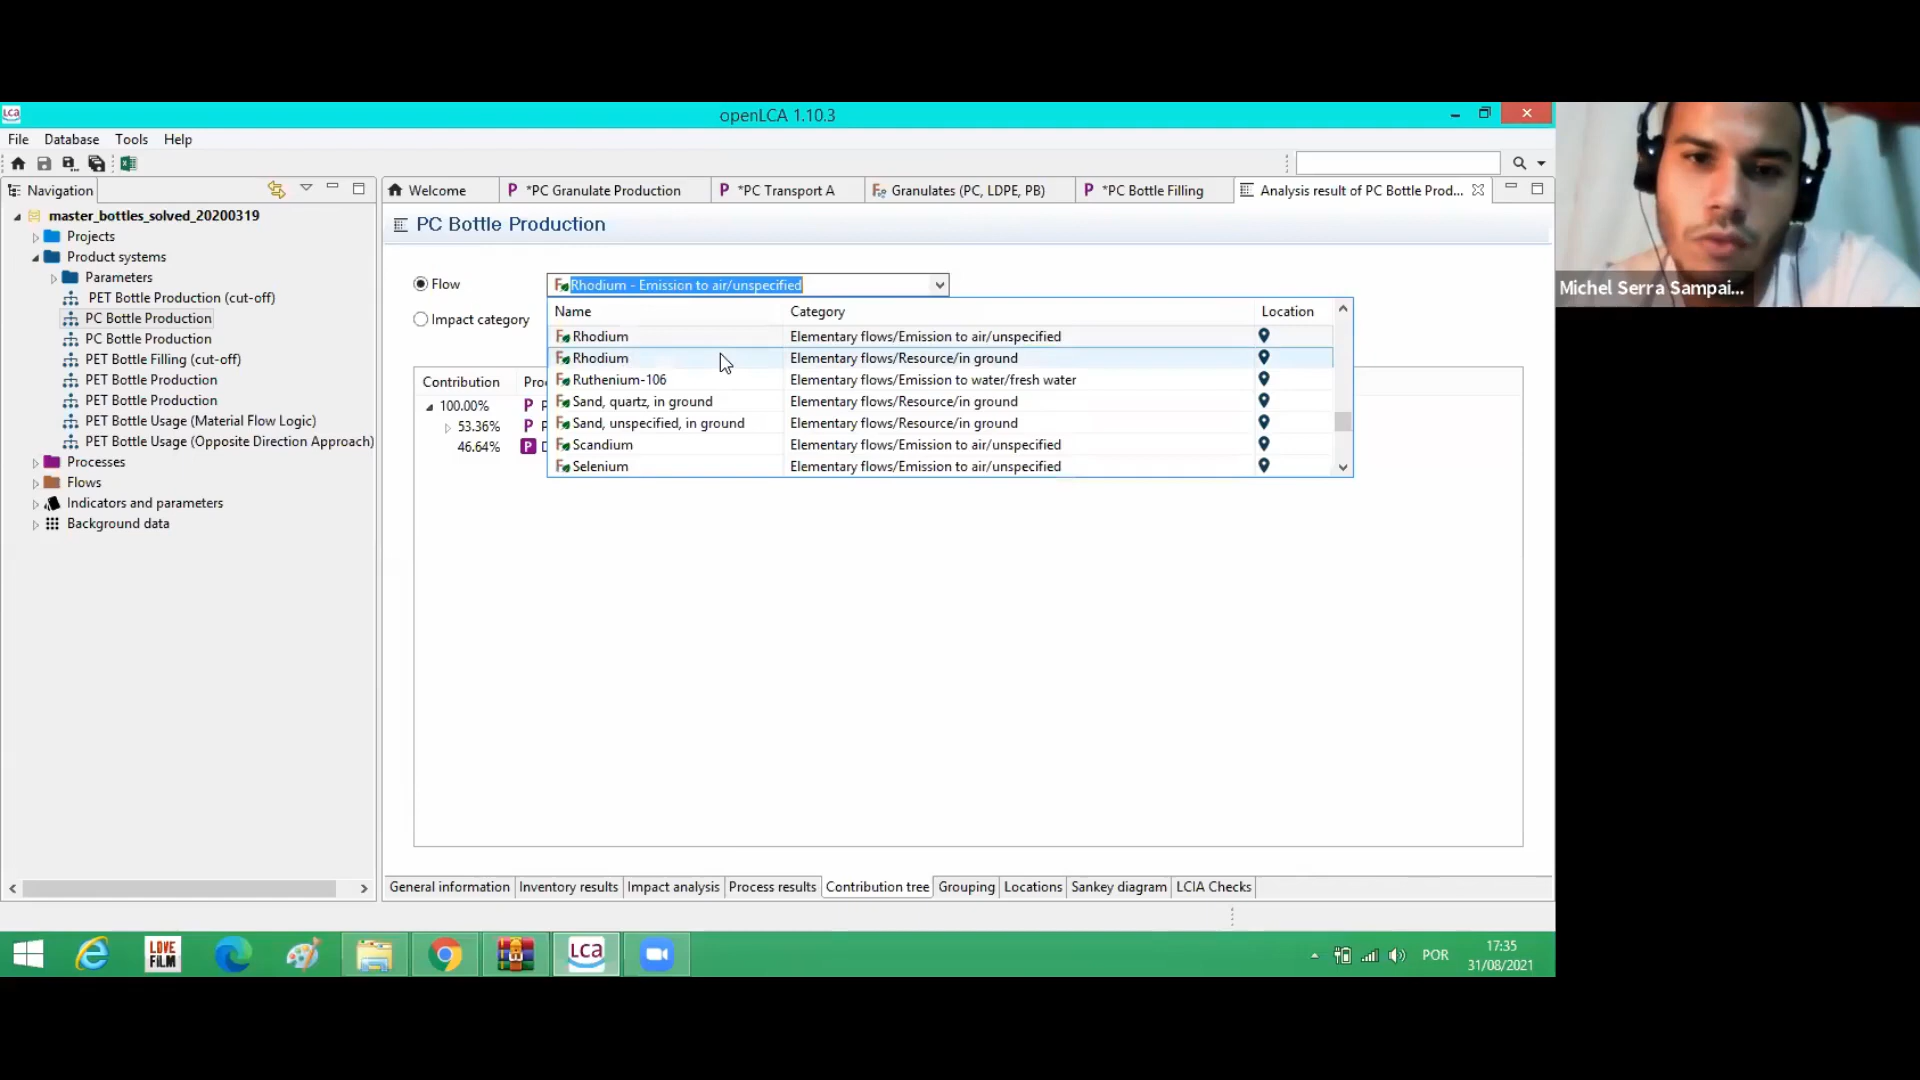 LCA openLCA 1.10.3
File Database Tools Help
Navigation
Welcome *PC Granulate Production *PC Transport A Granulates (PC, LDPE, PB) *PC Bottle Filling Analysis result of PC Bottle Prod...
master_bottles_solved_20200319
Projects
Product systems
Parameters
PET Bottle Production (cut-off)
PC Bottle Production
PC Bottle Production
PET Bottle Filling (cut-off)
PET Bottle Production
PET Bottle Production
PET Bottle Usage (Material Flow Logic)
PET Bottle Usage (Opposite Direction Approach)
Processes
Flows
Indicators and parameters
Background data
PC Bottle Production
Flow Rhodium - Emission to air/unspecified
Impact category
Name Category Location
Rhodium Elementary flows/Emission to air/unspecified
Rhodium Elementary flows/Resource/in ground
Ruthenium-106 Elementary flows/Emission to water/fresh water
Sand, quartz, in ground Elementary flows/Resource/in ground
Sand, unspecified, in ground Elementary flows/Resource/in ground
Scandium Elementary flows/Emission to air/unspecified
Selenium Elementary flows/Emission to air/unspecified
Contribution
100.00% P
53.36% P
46.64% P
General information Inventory results Impact analysis Process results Contribution tree Grouping Locations Sankey diagram LCIA Checks
Michel Serra Sampai...
LOVE
FiLM
LCA
POR
17:35
31/08/2021